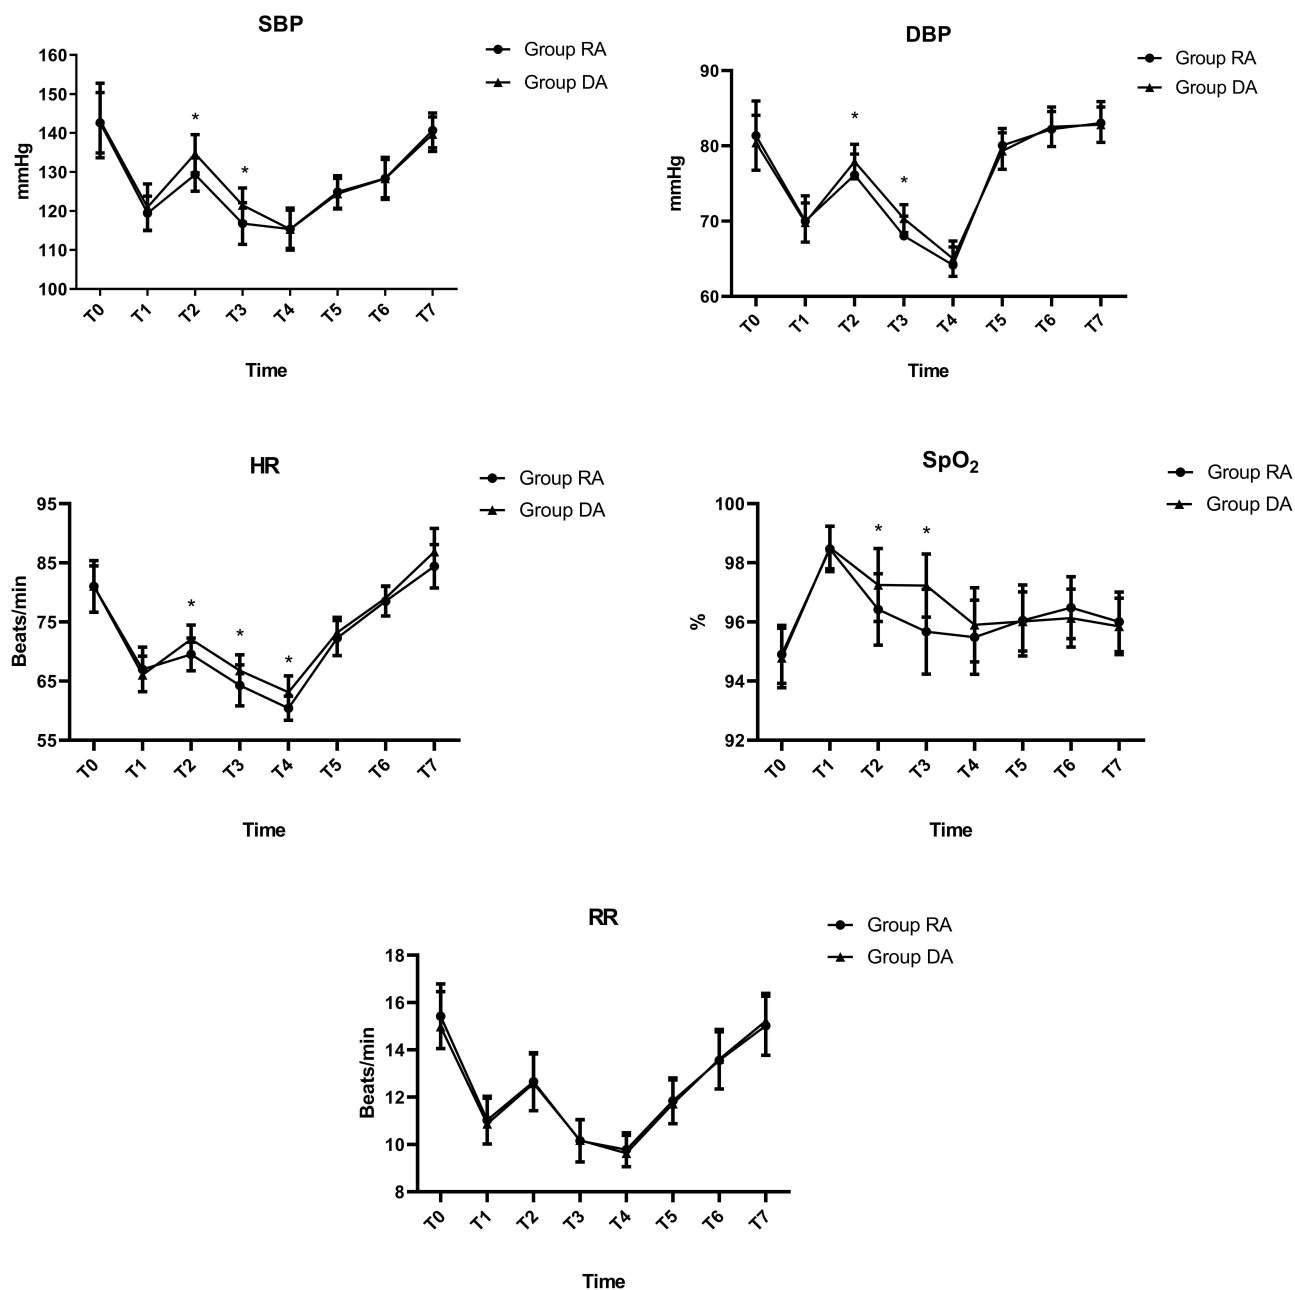 SBP
Group RA
Group DA
160
150
140
130
120
110
100
mmHg
*
*
T0 T1 T2 T3 T4 T5 T6 T7
Time
DBP
Group RA
Group DA
90
80
70
60
mmHg
*
*
T0 T1 T2 T3 T4 T5 T6 T7
Time
HR
Group RA
Group DA
95
85
75
65
55
Beats/min
*
*
*
T0 T1 T2 T3 T4 T5 T6 T7
Time
SpO2
Group RA
Group DA
100
98
96
94
92
%
*
*
T0 T1 T2 T3 T4 T5 T6 T7
Time
RR
Group RA
Group DA
18
16
14
12
10
8
Beats/min
T0 T1 T2 T3 T4 T5 T6 T7
Time